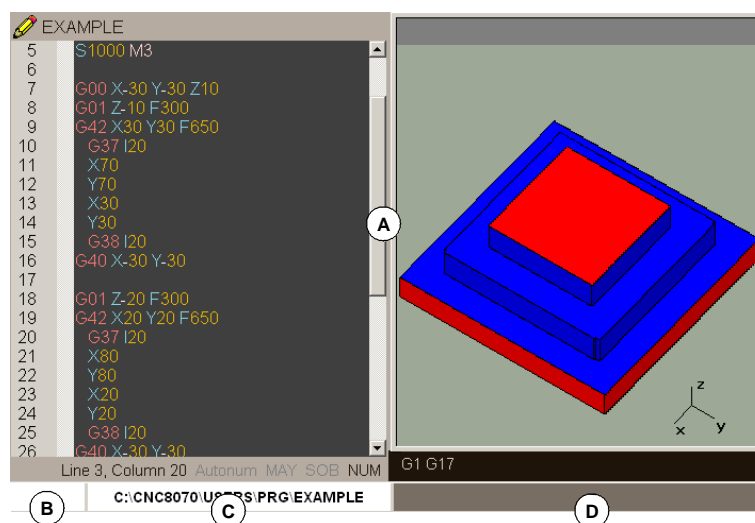 EXAMPLE
5 S1000 M3
6
7 G00 X-30 Y-30 Z10
8 G01 Z-10 F300
9 G42 X30 Y30 F650
10 G37 I20
11 X70
12 Y70
13 X30
14 Y30
15 G38 I20
16 G40 X-30 Y-30
17
18 G01 Z-20 F300
19 G42 X20 Y20 F650
20 G37 I20
21 X80
22 Y80
23 X20
24 Y20
25 G38 I20
26 G40 X-30 Y-30
A
z
x y
Line 3, Column 20 Autonum MAY SOB NUM
G1 G17
B
C:\CNC8070\USERS\PRG\EXAMPLE
C
D